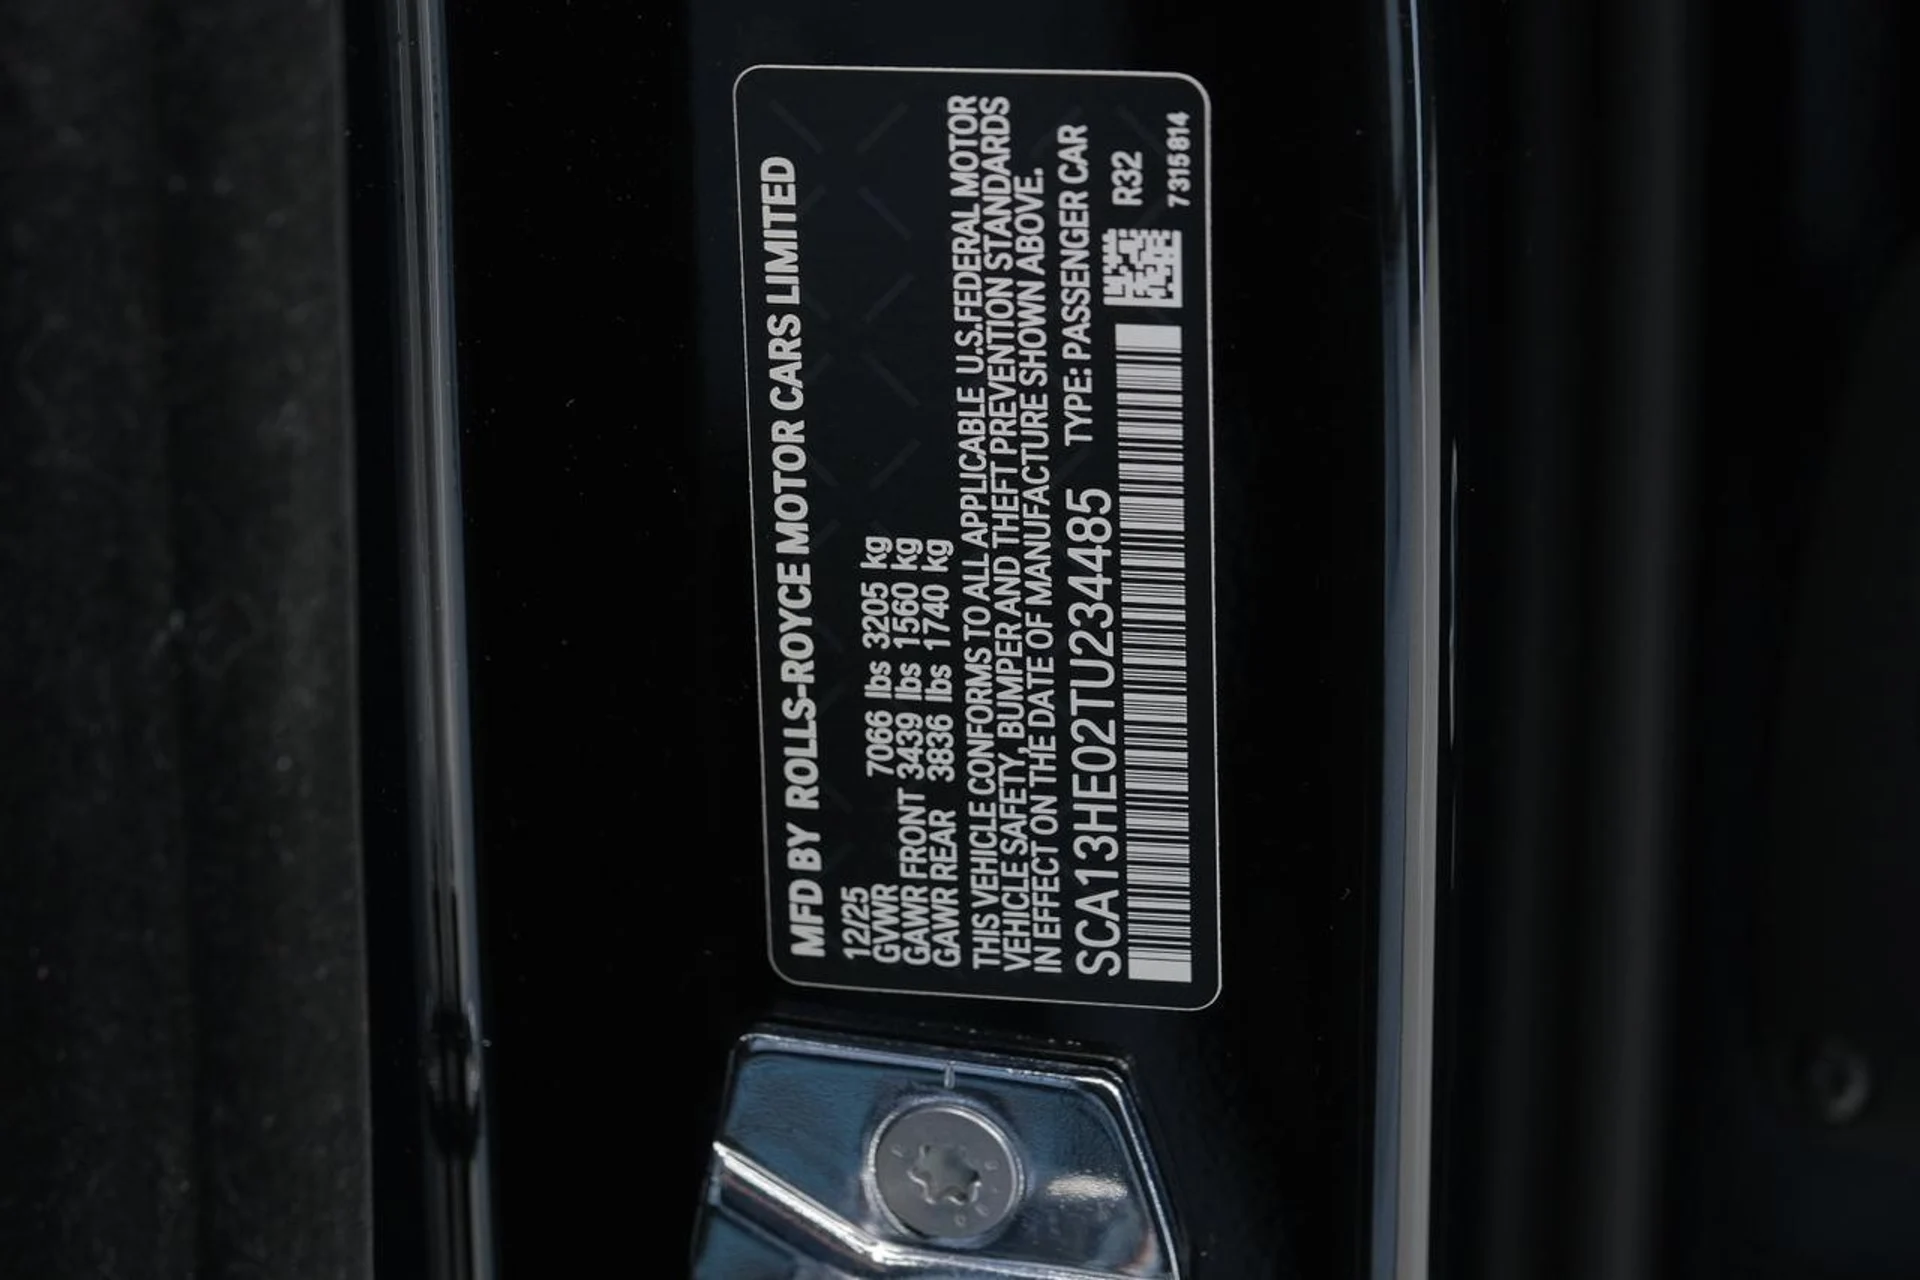 MFD BY ROLLS-ROYCE MOTOR CARS LIMITED
12/25
GVWR 7066 lbs 3205 kg
GAWR FRONT 3439 lbs 1560 kg
GAWR REAR 3836 lbs 1740 kg
THIS VEHICLE CONFORMS TO ALL APPLICABLE U.S.FEDERAL MOTOR
VEHICLE SAFETY, BUMPER AND THEFT PREVENTION STANDARDS
IN EFFECT ON THE DATE OF MANUFACTURE SHOWN ABOVE.
SCA13HE02TU234485 TYPE: PASSENGER CAR
R32
7315814